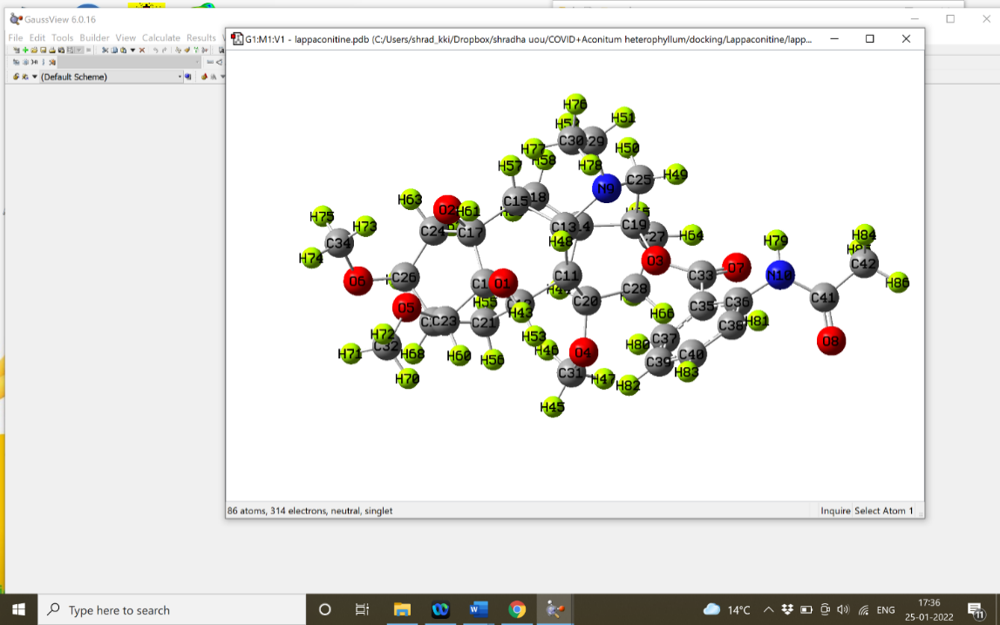 GaussView 6.0.16
File Edit Tools Builder View Calculate Results
(Default Scheme)
G1:M1:V1 - lappaconitine.pdb (C:/Users/shrad_kki/Dropbox/shradha uou/COVID+Aconitum heterophyllum/docking/Lappaconitine/lapp...
H76
H51
C30 29
H77 H50
H57 H58 H78
C25 H49
N9
H63 C15 18
O2 H61
H75 C19
H73 C24 C17 C13 14
C34 H48 27 H64 H79 H84
H74 O3 O7 C42
O6 C26 C11 C33 N10 H86
O1 C28
C20 C36 C41
O5 H55 C35
H43 H66 C38 H81
C23 C21
H72 H53 C37 O8
C32 H46 H80
H71 H68 H60 H56 O4 C39 C40
C31 H83
H70 H47 H82
H45
86 atoms, 314 electrons, neutral, singlet
Inquire Select Atom 1
Type here to search
14°C
ENG
17:36
25-01-2022
11